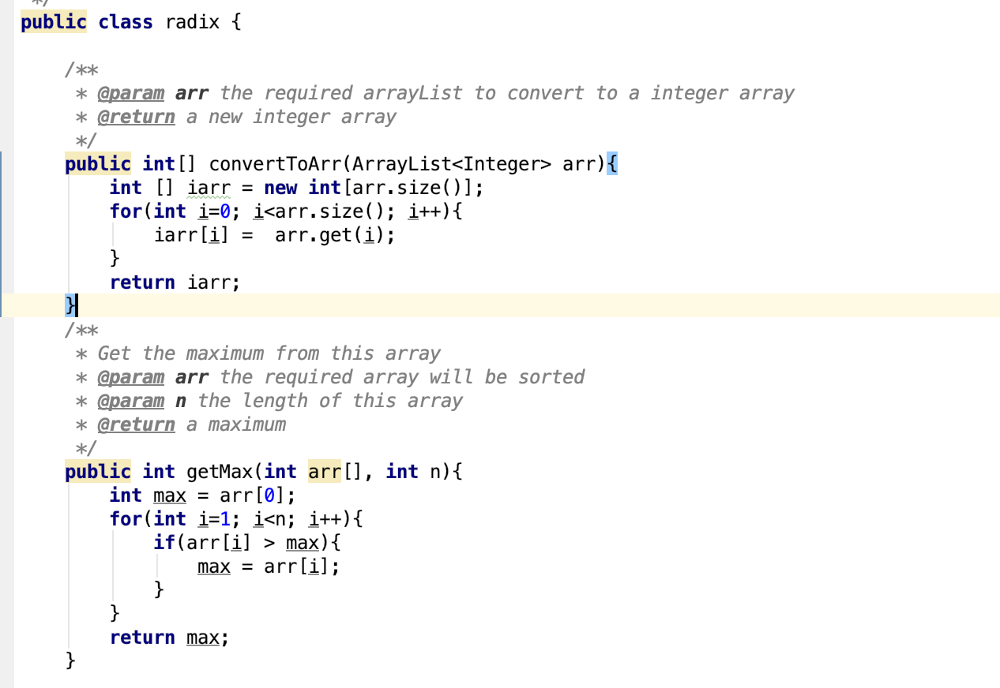 */
public class radix {
/**
* @param arr the required arrayList to convert to a integer array
* @return a new integer array
*/
public int[] convertToArr(ArrayList<Integer> arr){
int [] iarr = new int[arr.size()];
for(int i=0; i<arr.size(); i++){
iarr[i] =  arr.get(i);
}
return iarr;
}
/**
* Get the maximum from this array
* @param arr the required array will be sorted
* @param n the length of this array
* @return a maximum
*/
public int getMax(int arr[], int n){
int max = arr[0];
for(int i=1; i<n; i++){
if(arr[i] > max){
max = arr[i];
}
}
return max;
}